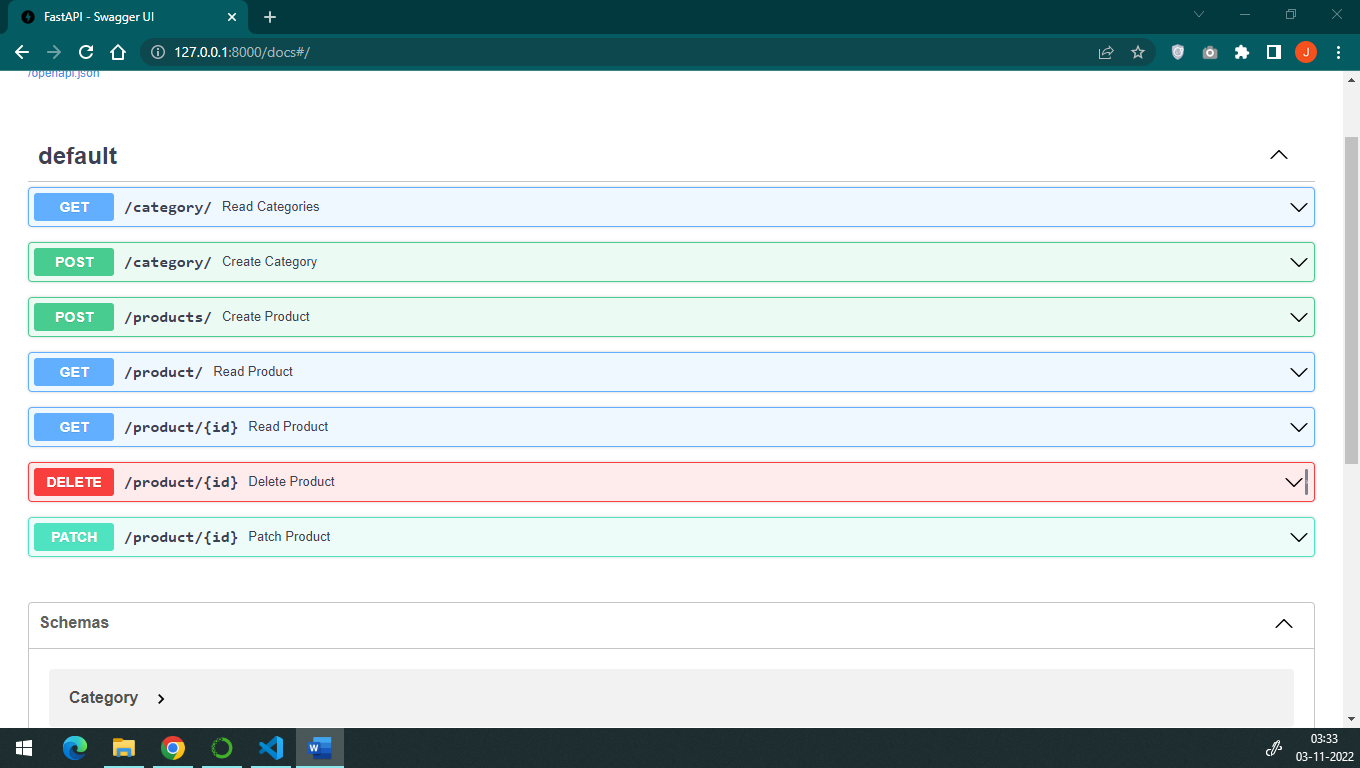 FastAPI - Swagger UI
127.0.0.1:8000/docs#/
J
/openapi.json
default
GET /category/ Read Categories
POST /category/ Create Category
POST /products/ Create Product
GET /product/ Read Product
GET /product/{id} Read Product
DELETE /product/{id} Delete Product
PATCH /product/{id} Patch Product
Schemas
Category
W
03:33
03-11-2022